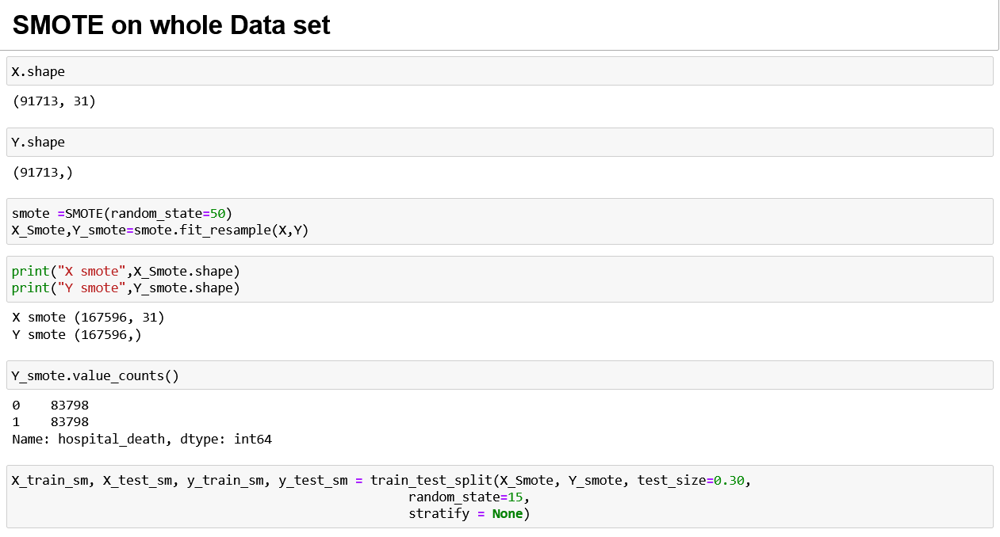 SMOTE on whole Data set
X.shape
(91713, 31)
Y.shape
(91713,)
smote =SMOTE(random_state=50)
X_Smote,Y_smote=smote.fit_resample(X,Y)
print("X smote",X_Smote.shape)
print("Y smote",Y_smote.shape)
X smote (167596, 31)
Y smote (167596,)
Y_smote.value_counts()
0    83798
1    83798
Name: hospital_death, dtype: int64
X_train_sm, X_test_sm, y_train_sm, y_test_sm = train_test_split(X_Smote, Y_smote, test_size=0.30,
random_state=15,
stratify = None)